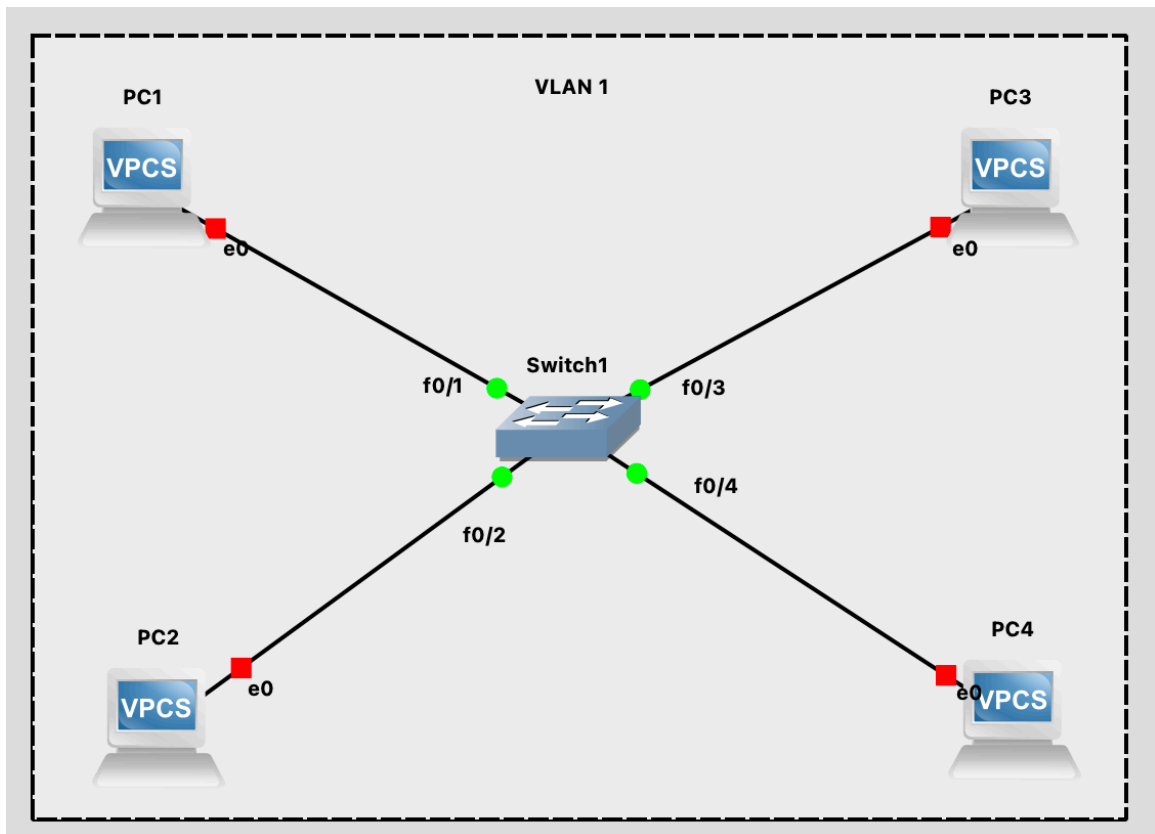 VLAN 1
PC1
PC3
VPCS
VPCS
e0
e0
Switch1
f0/1
f0/3
f0/4
f0/2
PC2
PC4
e0
e0
VPCS
VPCS